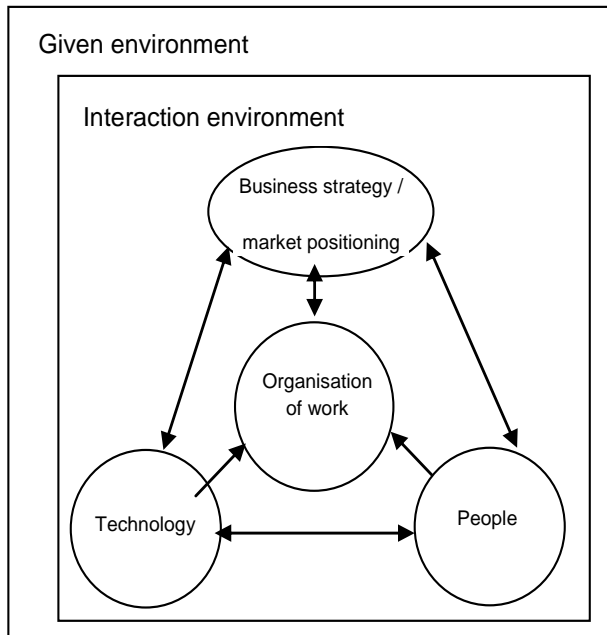 Given environment
Interaction environment
Business strategy /
market positioning
Organisation
of work
Technology
People